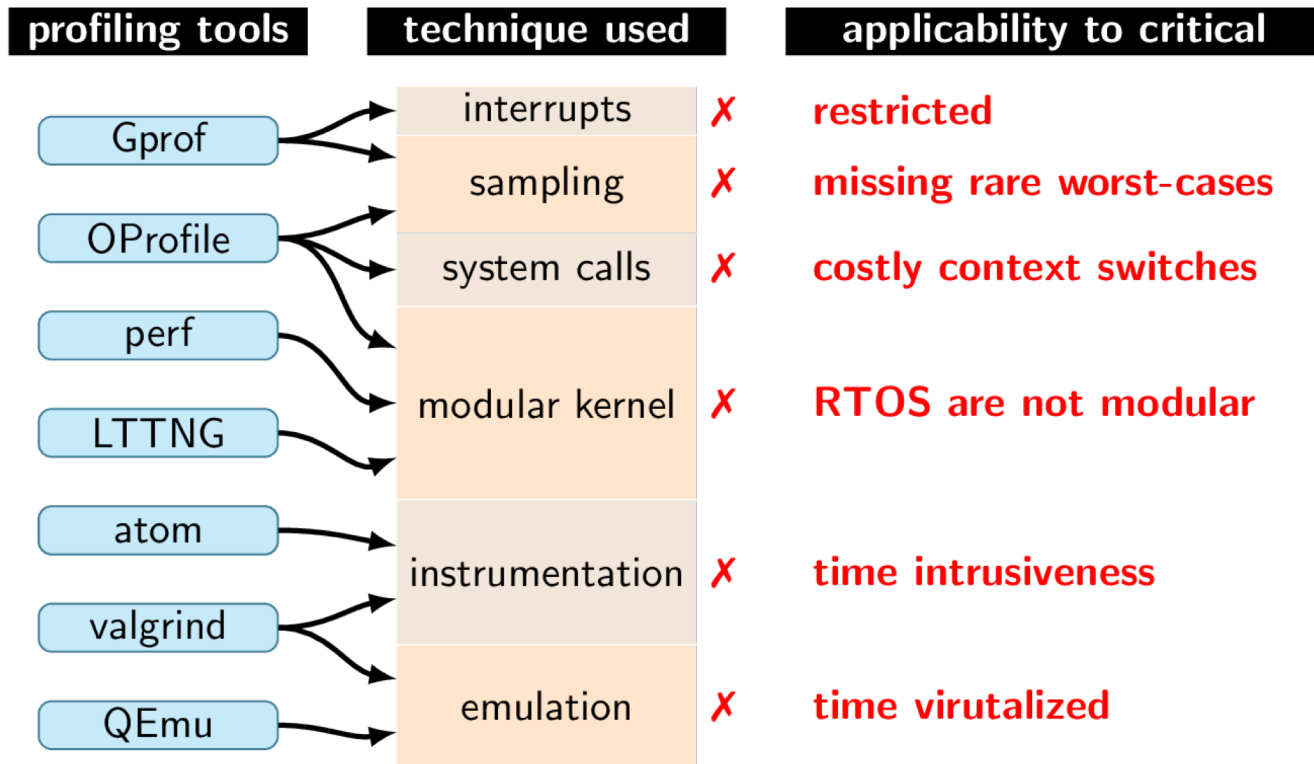 profiling tools
technique used
applicability to critical
Gprof
OProfile
perf
LTTNG
atom
valgrind
QEmu
interrupts
sampling
system calls
modular kernel
instrumentation
emulation
✗ restricted
✗ missing rare worst-cases
✗ costly context switches
✗ RTOS are not modular
✗ time intrusiveness
✗ time virutalized